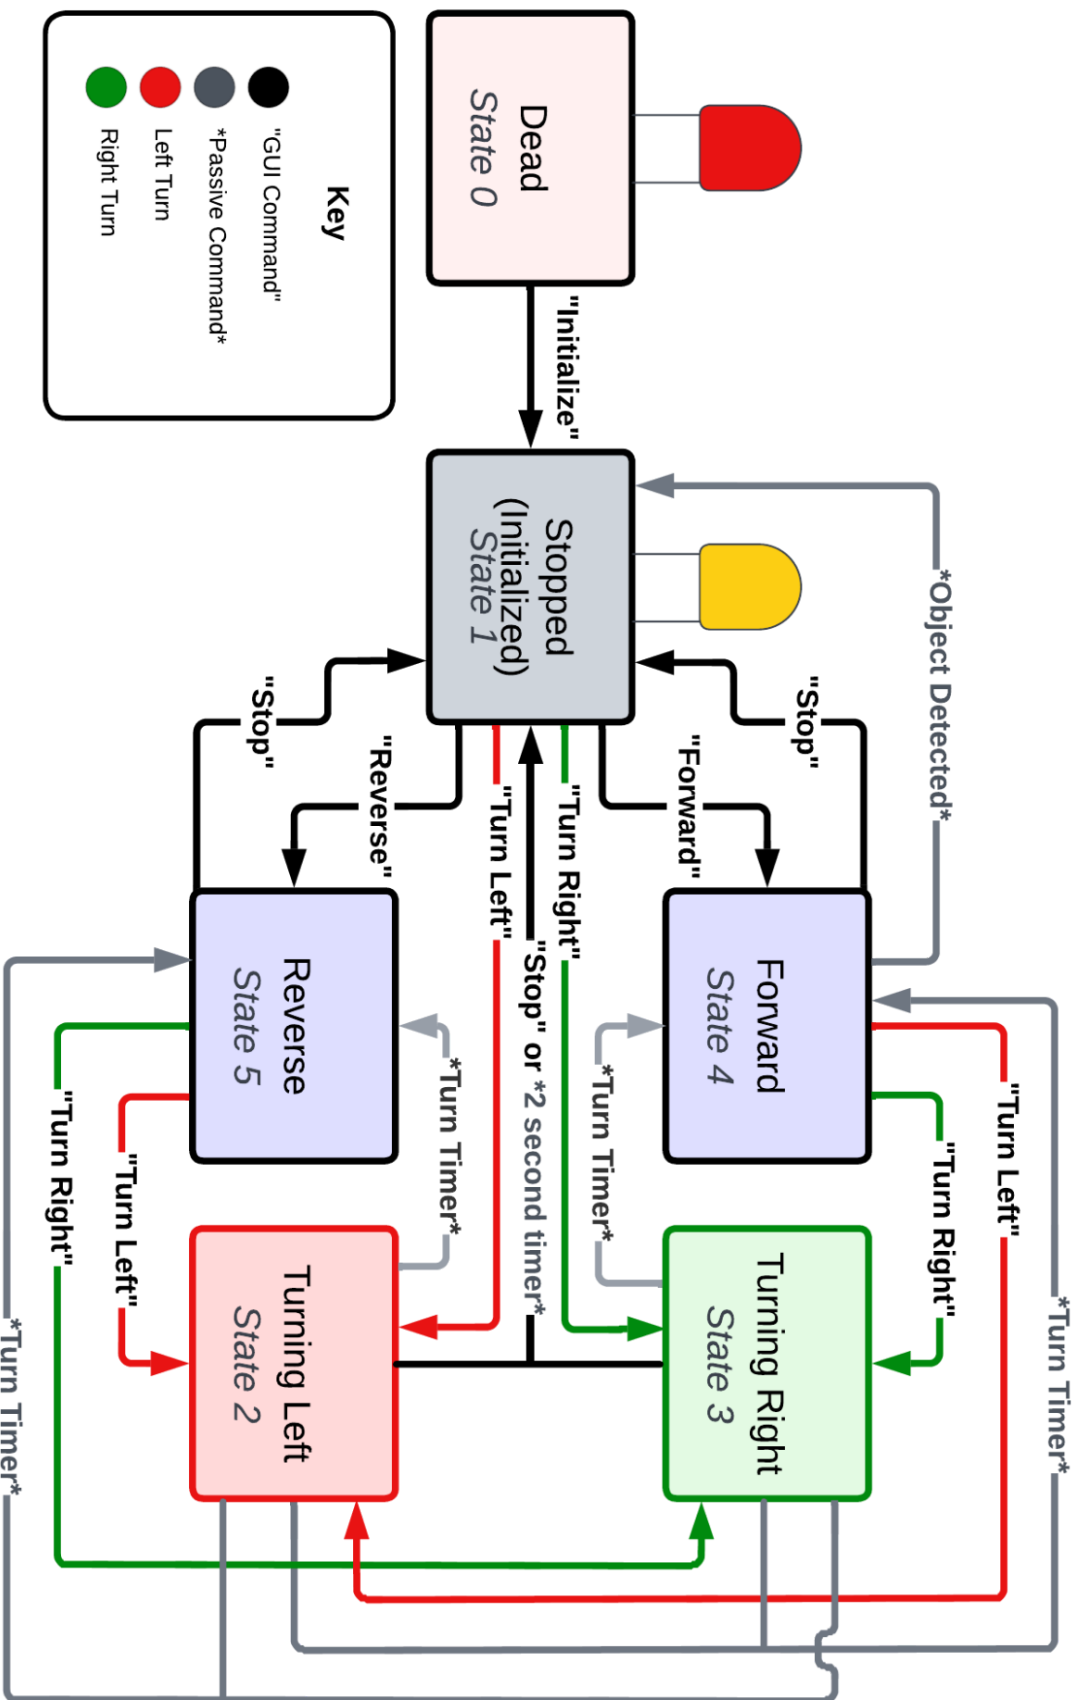 Dead
State 0
"Initialize"
Stopped
(Initialized)
State 1
*Object Detected*
"Stop"
"Forward"
"Turn Right"
"Stop" or *2 second timer*
"Turn Left"
"Reverse"
"Stop"
Forward
State 4
"Turn Left"
"Turn Right"
*Turn Timer*
*Turn Timer*
Turning Right
State 3
*Turn Timer*
Reverse
State 5
Turning Left
State 2
"Turn Left"
"Turn Right"
*Turn Timer*
Key
"GUI Command"
*Passive Command*
Left Turn
Right Turn